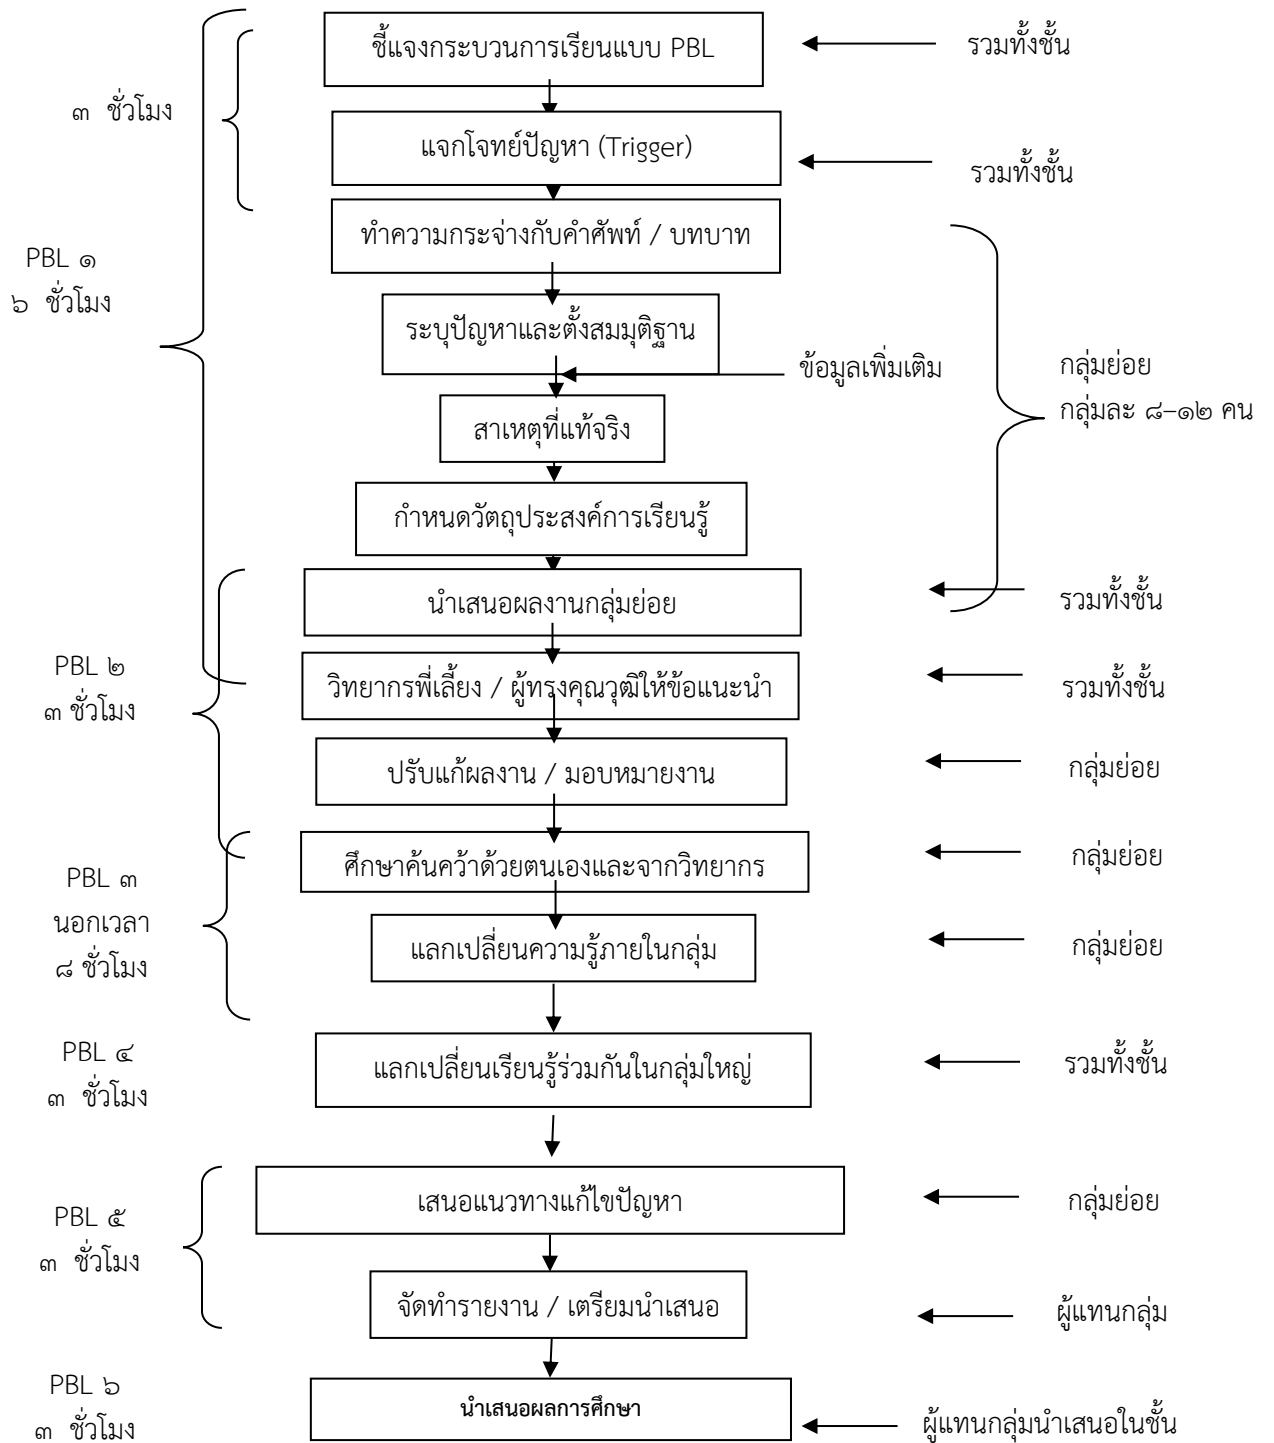 ชี้แจงกระบวนการเรียนแบบ PBL
รวมทั้งชั้น
๓ ชั่วโมง
แจกโจทย์ปัญหา (Trigger)
รวมทั้งชั้น
ทำความกระจ่างกับคำศัพท์ / บทบาท
PBL ๑
๖ ชั่วโมง
ระบุปัญหาและตั้งสมมุติฐาน
ข้อมูลเพิ่มเติม
กลุ่มย่อย
กลุ่มละ ๘–๑๒ คน
สาเหตุที่แท้จริง
กำหนดวัตถุประสงค์การเรียนรู้
นำเสนอผลงานกลุ่มย่อย
รวมทั้งชั้น
PBL ๒
๓ ชั่วโมง
วิทยากรพี่เลี้ยง / ผู้ทรงคุณวุฒิให้ข้อแนะนำ
รวมทั้งชั้น
ปรับแก้ผลงาน / มอบหมายงาน
กลุ่มย่อย
ศึกษาค้นคว้าด้วยตนเองและจากวิทยากร
กลุ่มย่อย
PBL ๓
นอกเวลา
๘ ชั่วโมง
แลกเปลี่ยนความรู้ภายในกลุ่ม
กลุ่มย่อย
PBL ๔
๓ ชั่วโมง
แลกเปลี่ยนเรียนรู้ร่วมกันในกลุ่มใหญ่
รวมทั้งชั้น
เสนอแนวทางแก้ไขปัญหา
กลุ่มย่อย
PBL ๕
๓ ชั่วโมง
จัดทำรายงาน / เตรียมนำเสนอ
ผู้แทนกลุ่ม
PBL ๖
๓ ชั่วโมง
นำเสนอผลการศึกษา
ผู้แทนกลุ่มนำเสนอในชั้น